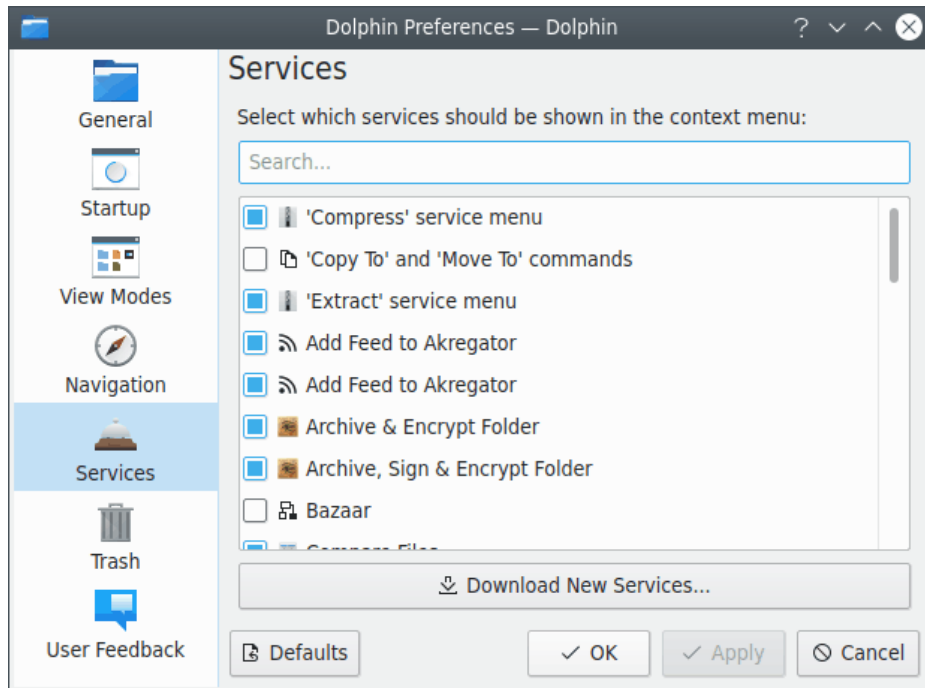 Dolphin Preferences — Dolphin
General
Startup
View Modes
Navigation
Services
Trash
User Feedback
Services
Select which services should be shown in the context menu:
Search...
'Compress' service menu
'Copy To' and 'Move To' commands
'Extract' service menu
Add Feed to Akregator
Add Feed to Akregator
Archive & Encrypt Folder
Archive, Sign & Encrypt Folder
Bazaar
Compare Files
Download New Services...
Defaults
OK
Apply
Cancel